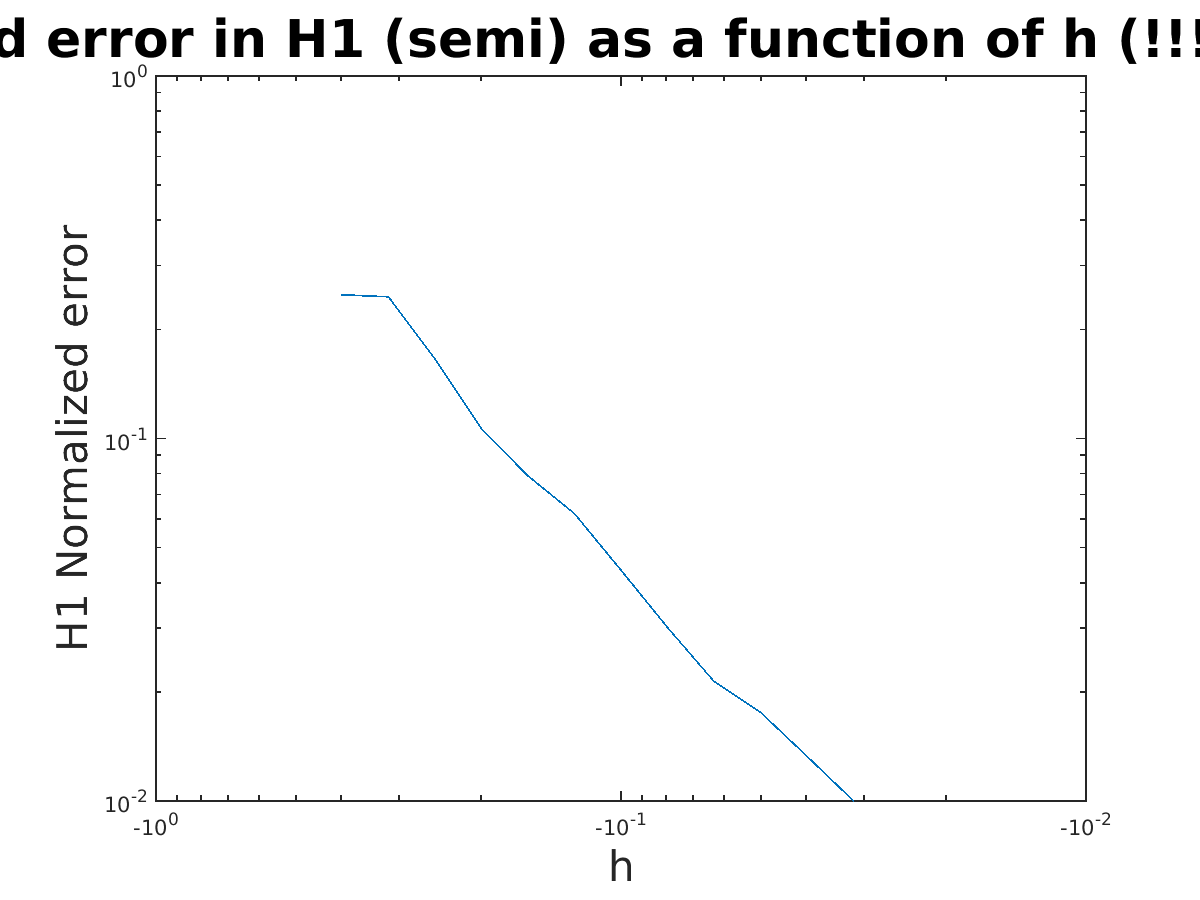 d error in H1 (semi) as a function of h (!!!
10^0
10^-1
10^-2
H1 Normalized error
-10^0 -10^-1 -10^-2
h